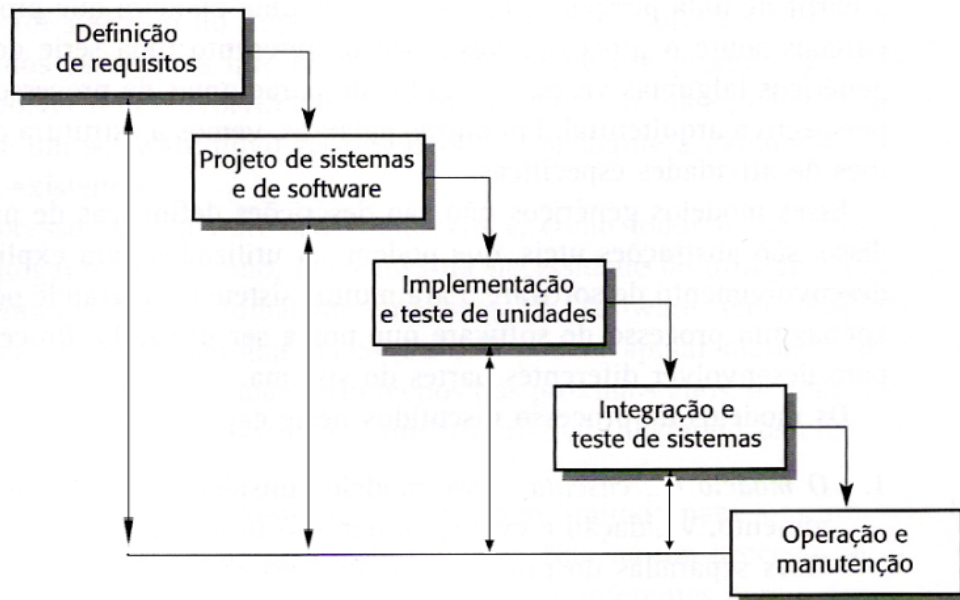 Definição
de requisitos
Projeto de sistemas
e de software
Implementação
e teste de unidades
Integração e
teste de sistemas
Operação e
manutenção